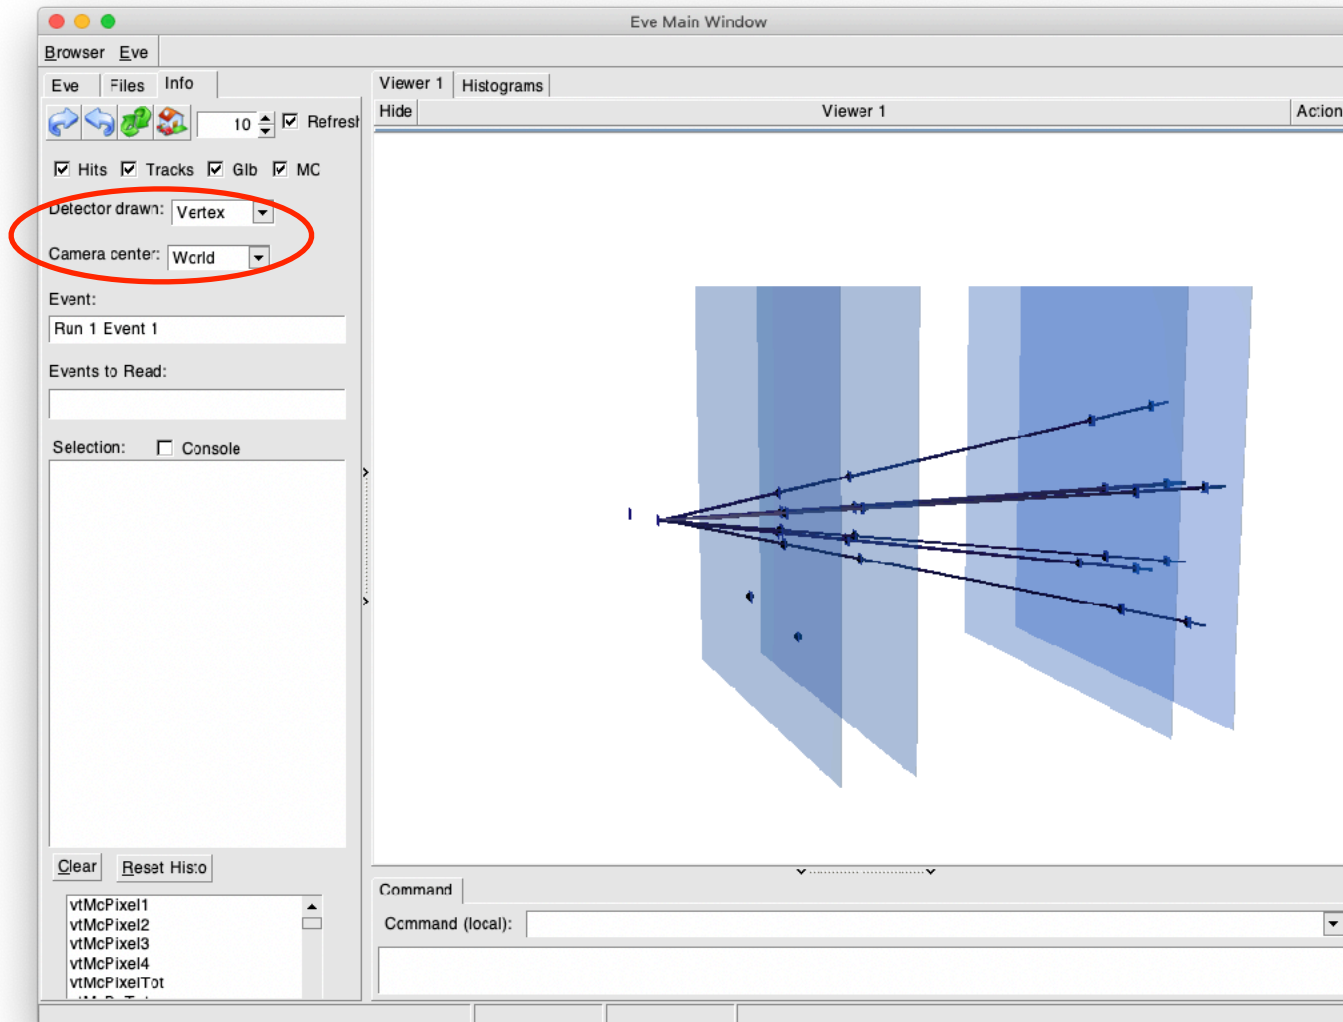 Eve Main Window
Browser Eve
Eve Files Info
Viewer 1 Histograms
Hide Viewer 1 Action
10 Refresh
Hits Tracks Glb MC
Detector drawn: Vertex
Camera center: World
Event:
Run 1 Event 1
Events to Read:
Selection: Console
Clear Reset Histo
vtMcPixel1
vtMcPixel2
vtMcPixel3
vtMcPixel4
vtMcPixelTot
Command
Command (local):